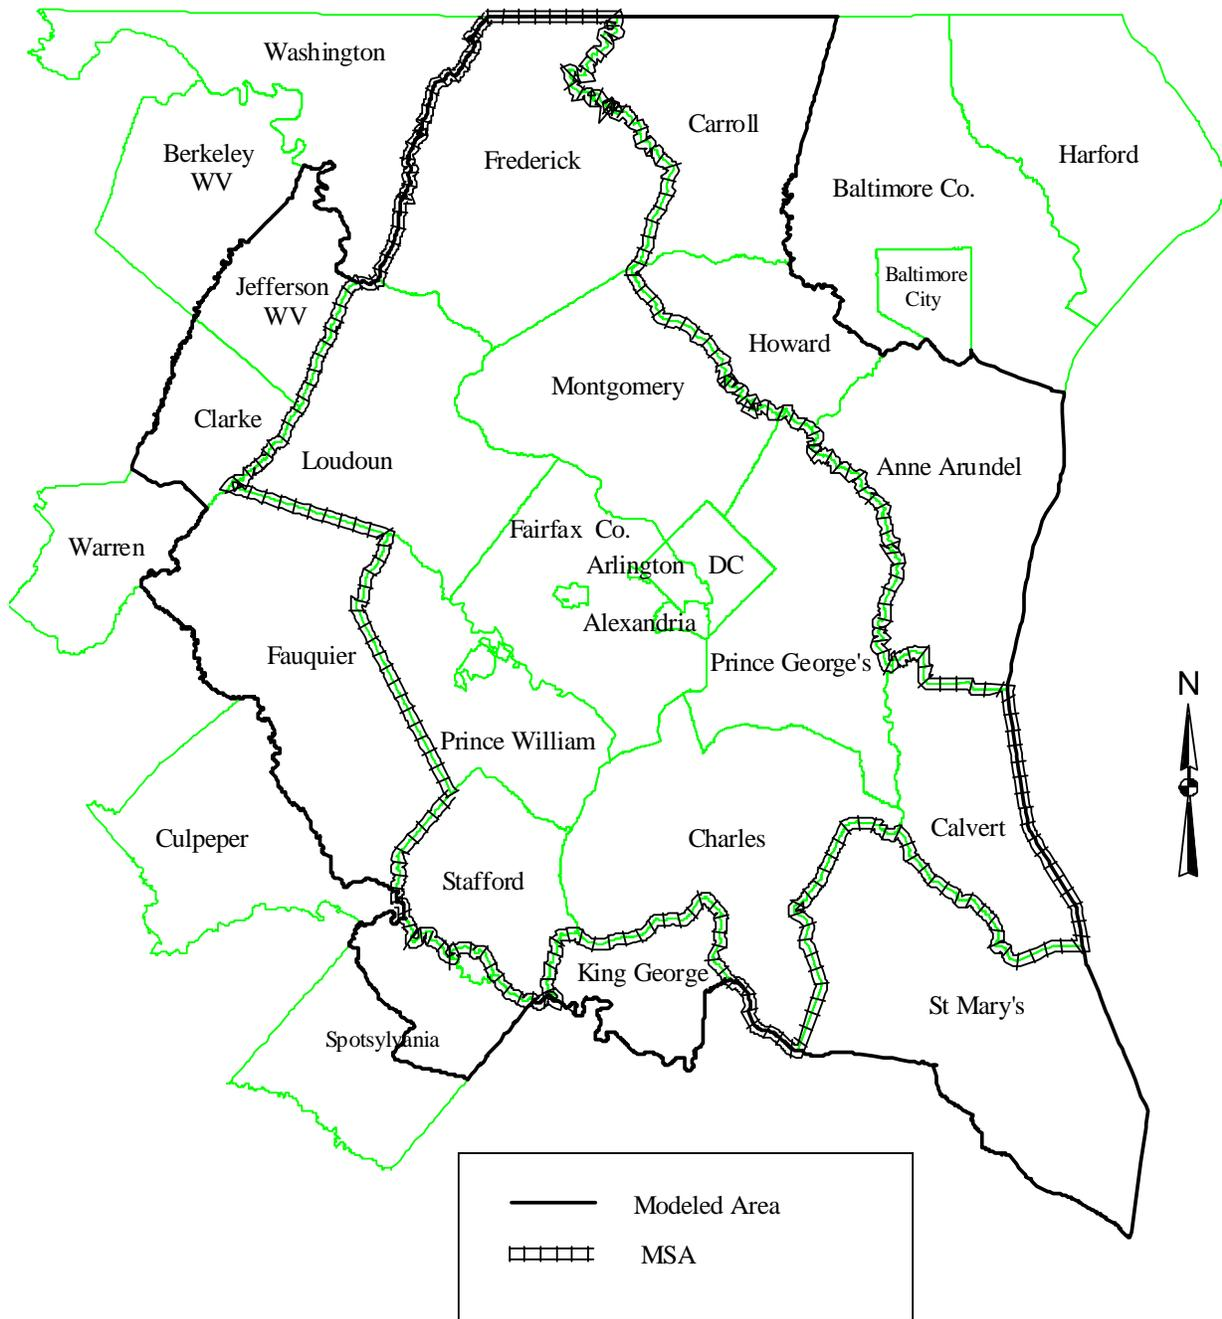 Washington
Carroll
Berkeley
WV
Frederick
Harford
Baltimore Co.
Jefferson
WV
Baltimore
City
Howard
Montgomery
Clarke
Loudoun
Anne Arundel
Fairfax Co.
Warren
Arlington
DC
Alexandria
Fauquier
Prince George's
N
Prince William
Culpeper
Charles
Calvert
Stafford
King George
St Mary's
Spotsylvania
Modeled Area
MSA